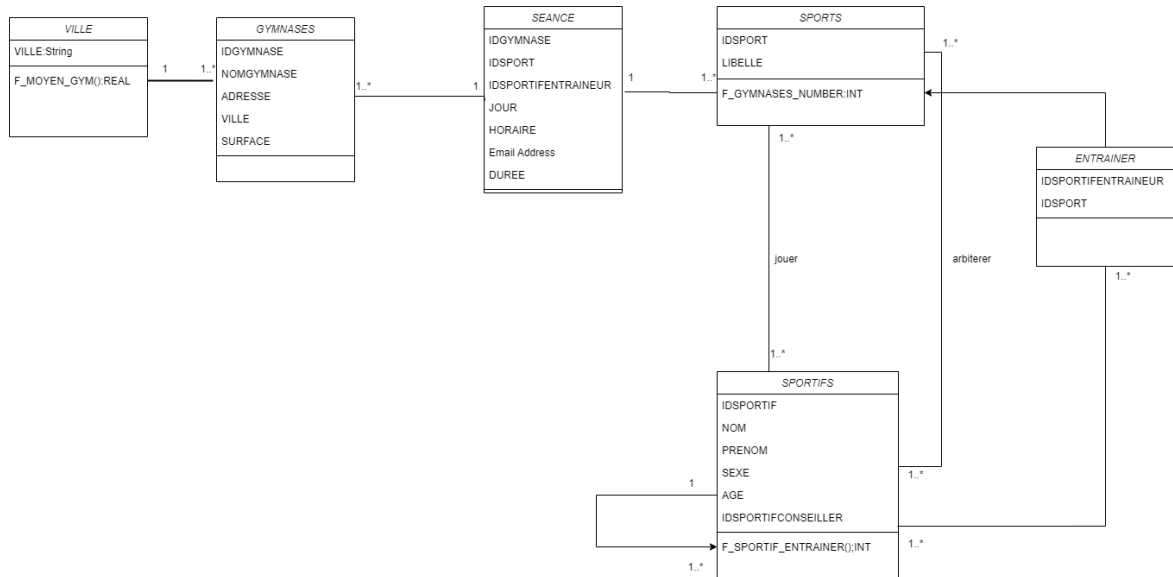 VILLE
VILLE:String
F_MOYEN_GYM():REAL
1
1..*
GYMNASES
IDGYMNASE
NOMGYMNASE
ADRESSE
VILLE
SURFACE
1..*
1
SEANCE
IDGYMNASE
IDSPORT
IDSPORTIFENTRAINEUR
JOUR
HORAIRE
Email Address
DUREE
1
1..*
SPORTS
IDSPORT
LIBELLE
F_GYMNASES_NUMBER:INT
1..*
1..*
ENTRAINER
IDSPORTIFENTRAINEUR
IDSPORT
1..*
jouer
arbiterer
1..*
SPORTIFS
IDSPORTIF
NOM
PRENOM
SEXE
AGE
IDSPORTIFCONSEILLER
F_SPORTIF_ENTRAINER();INT
1..*
1..*
1
1..*